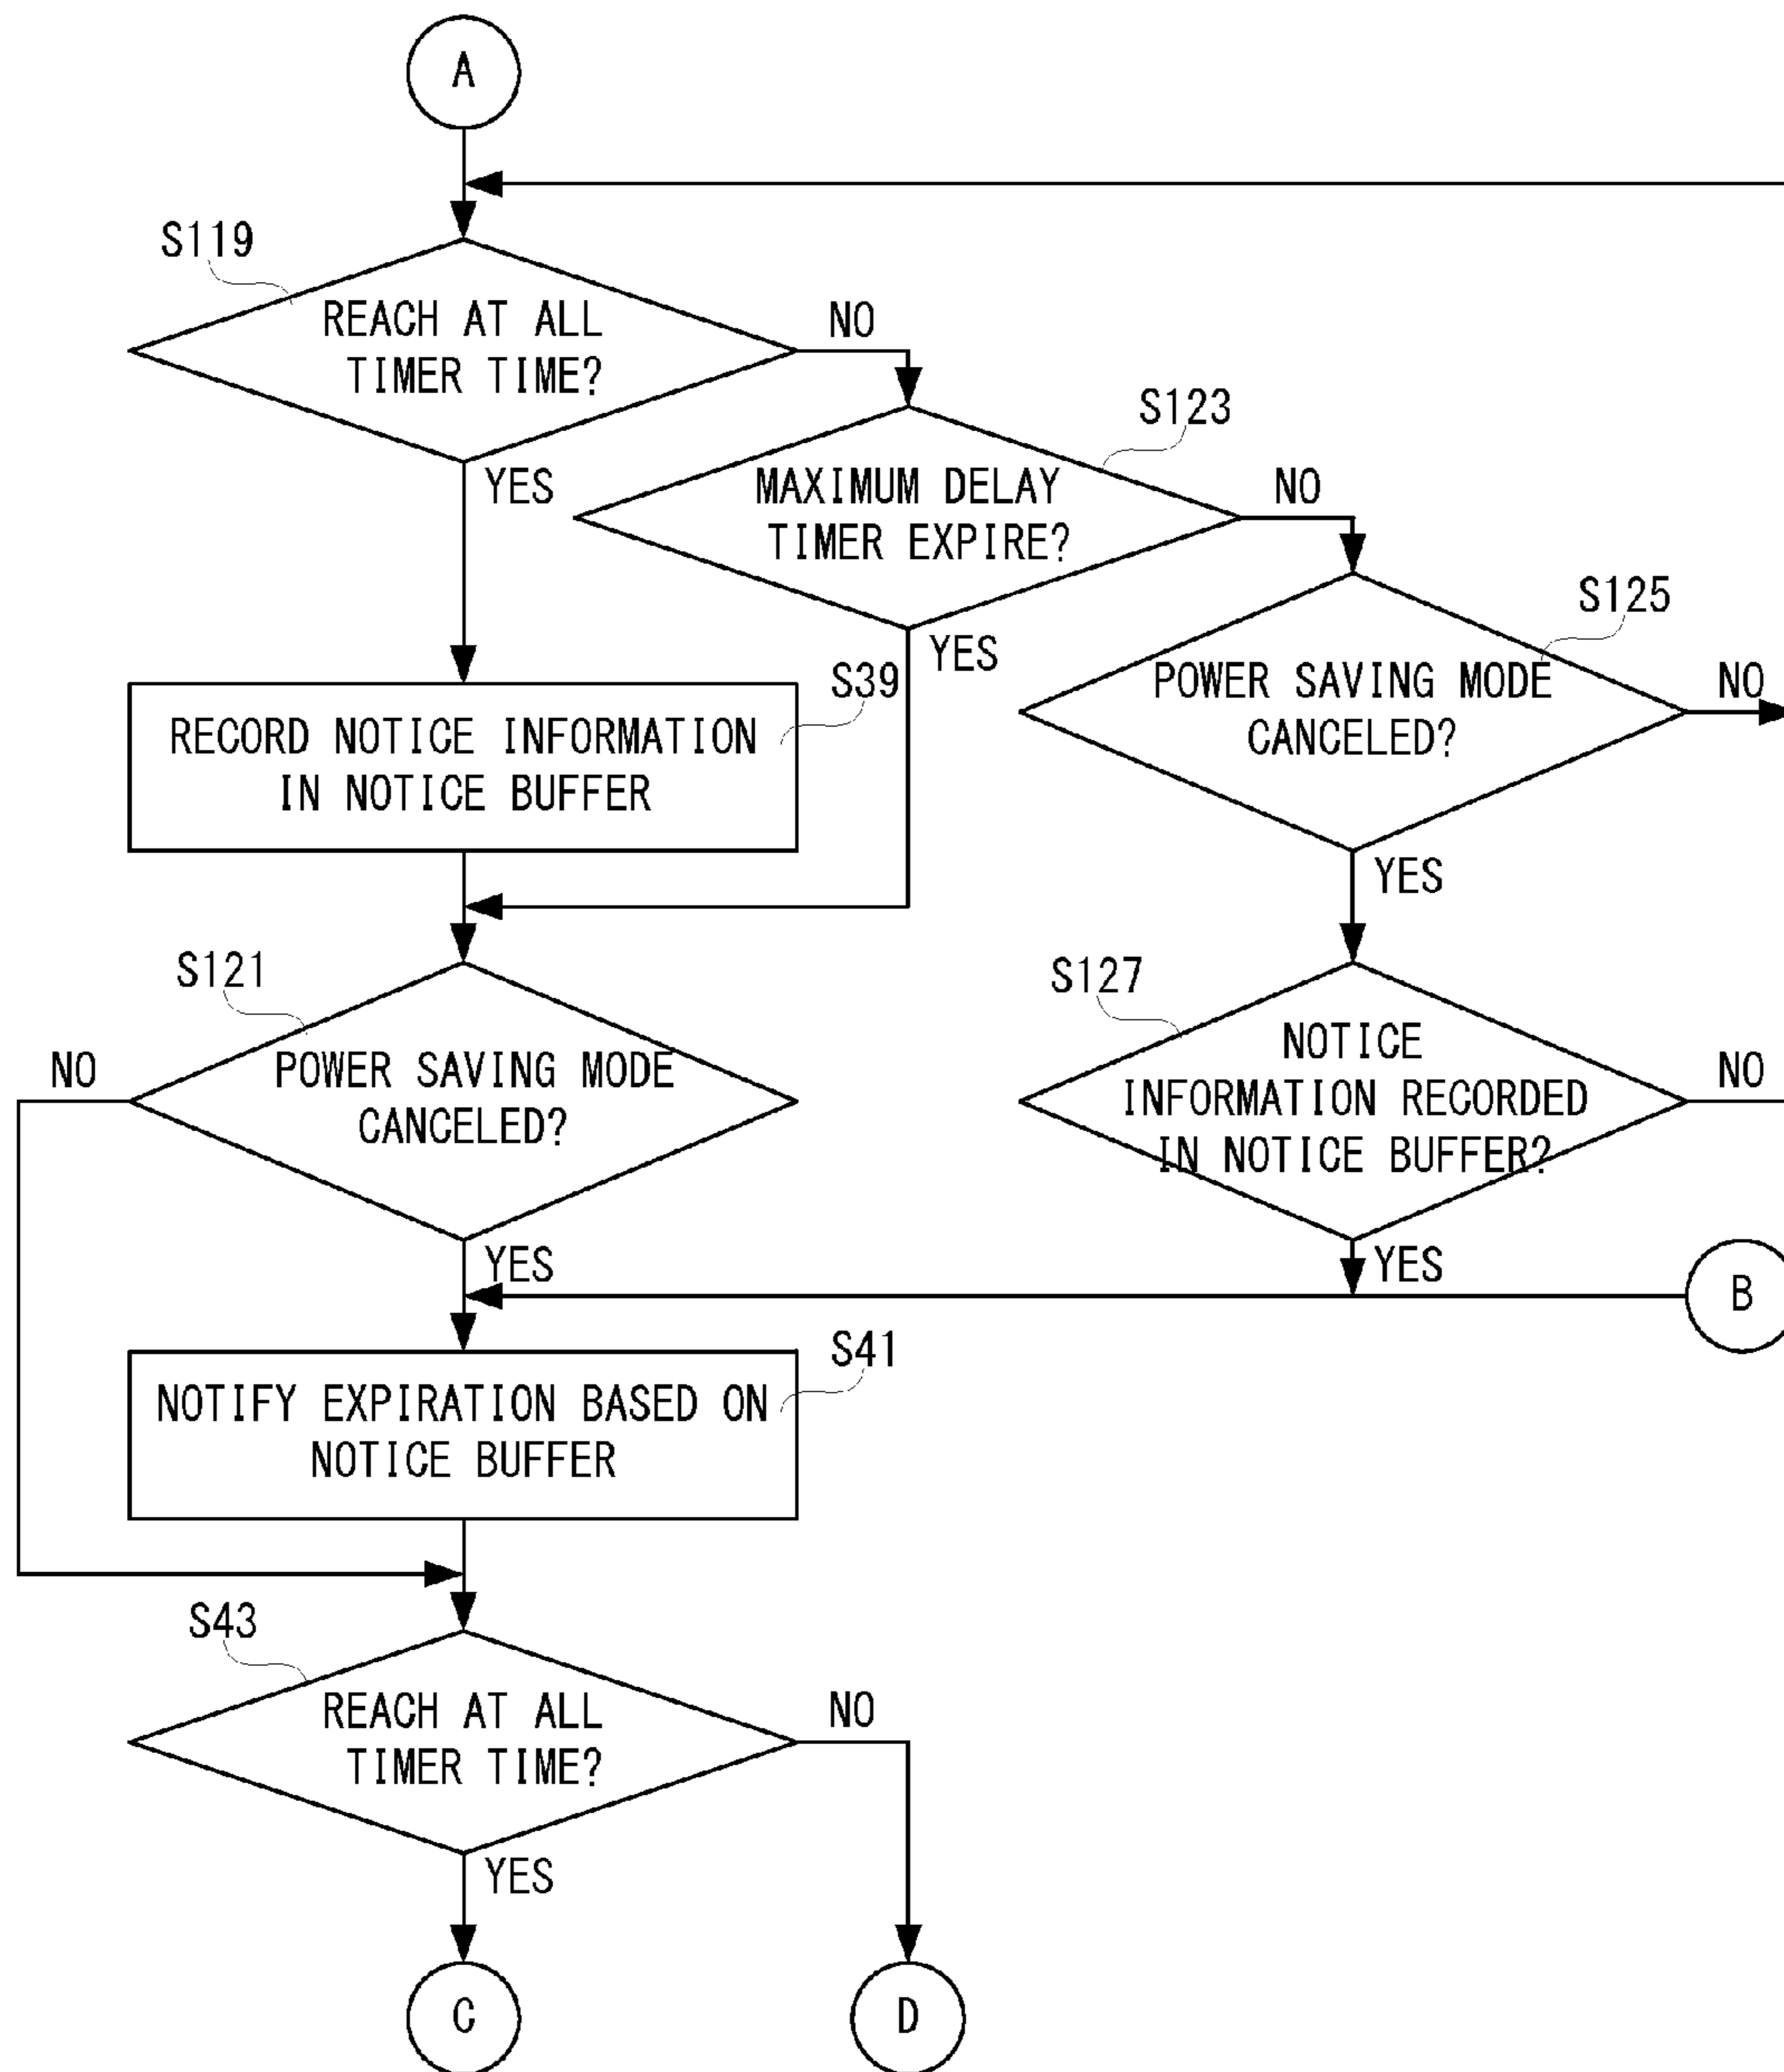 A
S119
REACH AT ALL
TIMER TIME?
NO
YES
S123
MAXIMUM DELAY
TIMER EXPIRE?
NO
YES
S125
POWER SAVING MODE
CANCELED?
NO
YES
S39
RECORD NOTICE INFORMATION
IN NOTICE BUFFER
S121
POWER SAVING MODE
CANCELED?
NO
YES
S127
NOTICE
INFORMATION RECORDED
IN NOTICE BUFFER?
NO
YES
B
S41
NOTIFY EXPIRATION BASED ON
NOTICE BUFFER
S43
REACH AT ALL
TIMER TIME?
NO
YES
C
D